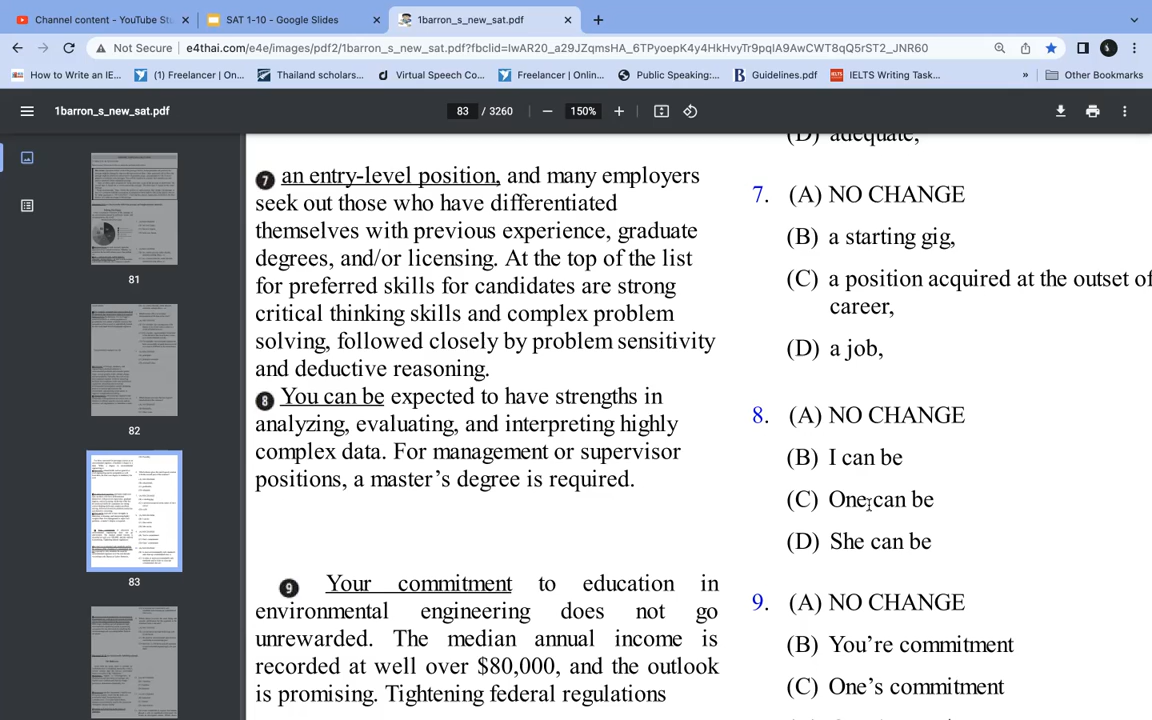 Channel content - YouTube St
SAT 1-10 - Google Slides
1barron_s_new_sat.pdf
Not Secure
e4thai.com/e4e/images/pdf2/1barron_s_new_sat.pdf?fbclid=IwAR20_a29JZqmsHA_6TPyoepK4y4HkHvyTr9pqIA9AwCWT8qQ5rST2_JNR60
How to Write an IE...
(1) Freelancer | On...
Thailand scholars...
Virtual Speech Co...
Freelancer | Onlin...
Public Speaking:...
Guidelines.pdf
IELTS Writing Task...
»
Other Bookmarks
1barron_s_new_sat.pdf
83 / 3260
150%
81
82
83
7 an entry-level position, and many employers
seek out those who have differentiated
themselves with previous experience, graduate
degrees, and/or licensing. At the top of the list
for preferred skills for candidates are strong
critical thinking skills and complex problem
solving, followed closely by problem sensitivity
and deductive reasoning.
8 You can be expected to have strengths in
analyzing, evaluating, and interpreting highly
complex data. For management or supervisor
positions, a master's degree is required.
9 Your commitment to education in
environmental engineering does not go
unrewarded. The median annual income is
recorded at well over $80,000, and the outlook
is promising. Tightening federal regulations
(D) adequate,
7. (A) NO CHANGE
(B) a starting gig,
(C) a position acquired at the outset of
career,
(D) a job,
8. (A) NO CHANGE
(B) I can be
(C) One can be
(D) She can be
9. (A) NO CHANGE
(B) You're commitment
(C) One's commitment